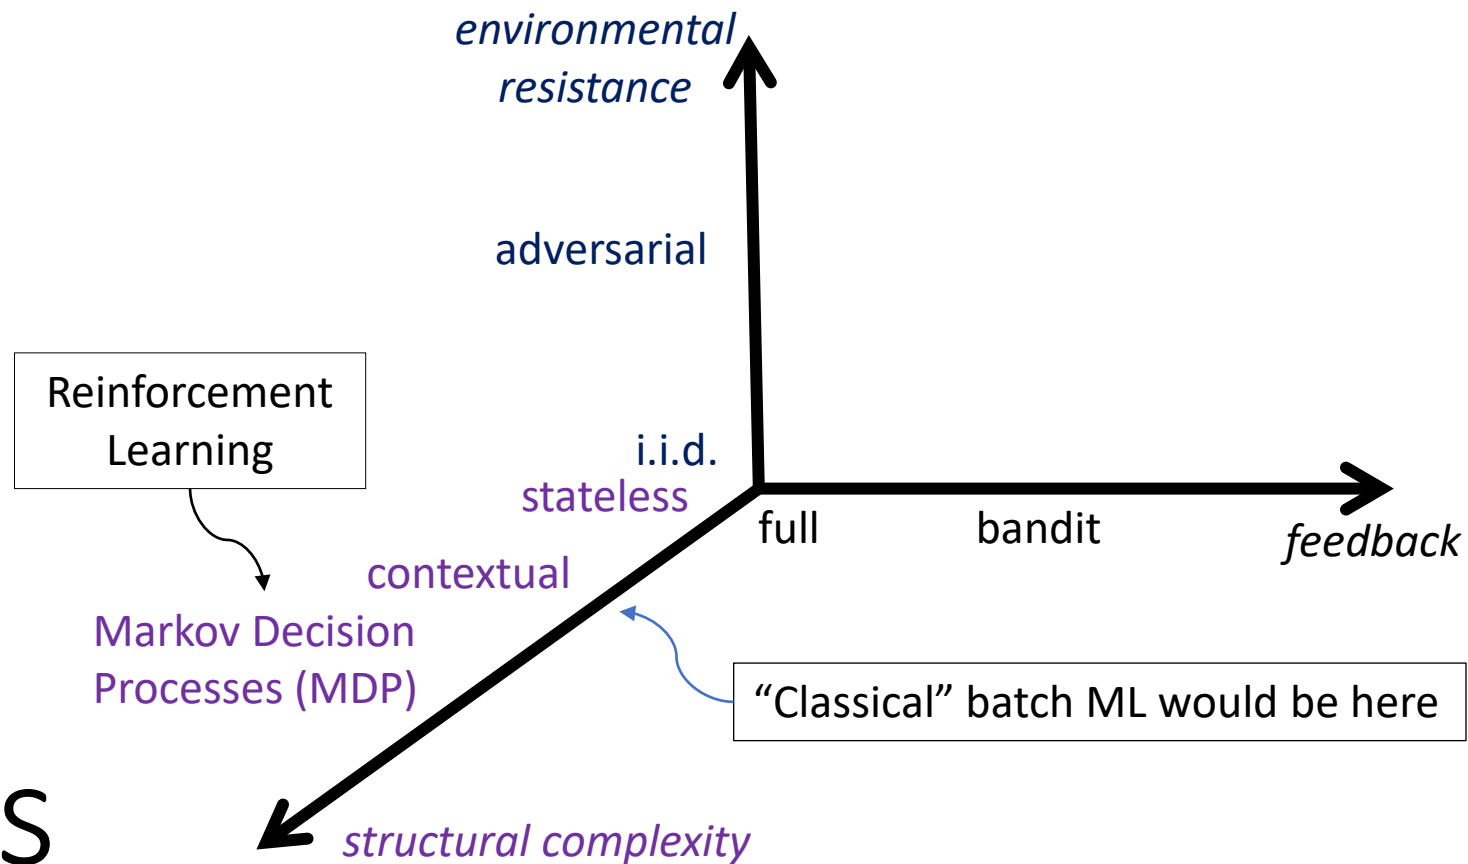 environmental
resistance
adversarial
Reinforcement
Learning
i.i.d.
stateless
full
bandit
feedback
contextual
Markov Decision
Processes (MDP)
“Classical” batch ML would be here
S
structural complexity